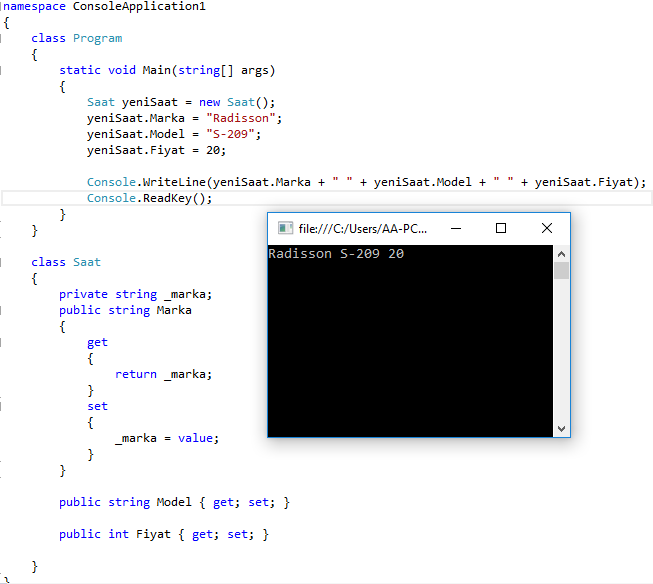 namespace ConsoleApplication1
{
    class Program
    {
        static void Main(string[] args)
        {
            Saat yeniSaat = new Saat();
            yeniSaat.Marka = "Radisson";
            yeniSaat.Model = "S-209";
            yeniSaat.Fiyat = 20;
            Console.WriteLine(yeniSaat.Marka + " " + yeniSaat.Model + " " + yeniSaat.Fiyat);
            Console.ReadKey();
        }
    }
file:///C:/Users/AA-PC...
Radisson S-209 20
    class Saat
    {
        private string _marka;
        public string Marka
        {
            get
            {
                return _marka;
            }
            set
            {
                _marka = value;
            }
        }
        public string Model { get; set; }
        public int Fiyat { get; set; }
    }
}